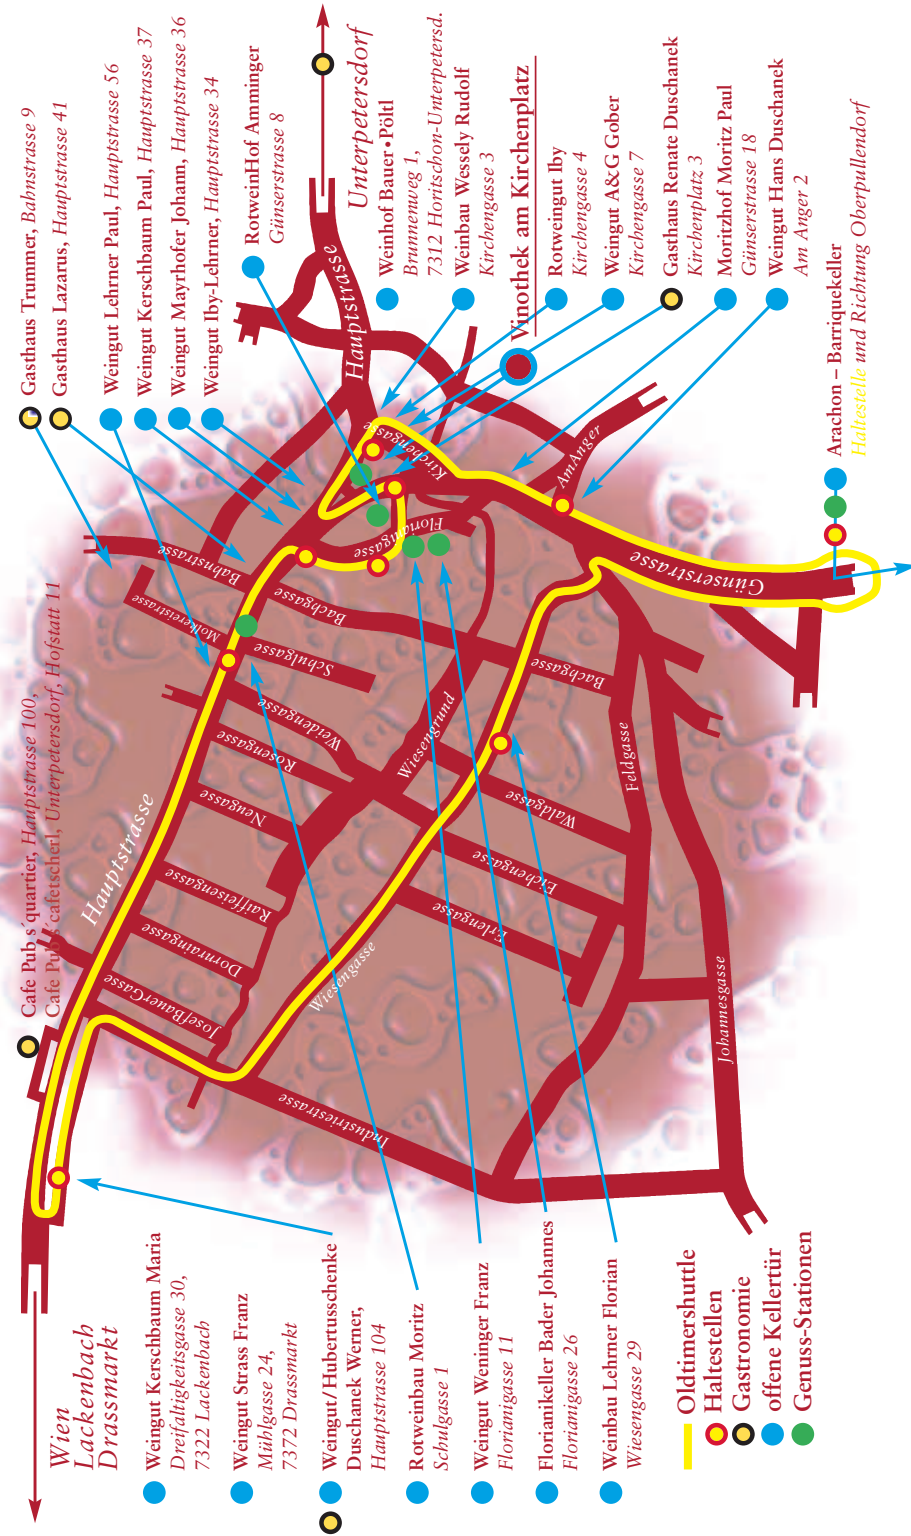 Gasthaus Trummer, Bahnstrasse 9
Gasthaus Lazarus, Hauptstrasse 41
Weingut Lehrner Paul, Hauptstrasse 56
Weingut Kerschbaum Paul, Hauptstrasse 37
Weingut Mayrhofer Johann, Hauptstrasse 36
Weingut Iby-Lehrner, Hauptstrasse 34
RotweinHof Amminger
Günserstrasse 8
Unterpetersdorf
Weinhof Bauer•Pöltl
Brunnenweg 1,
7312 Horitschon-Unterpetersd.
Weinbau Wessely Rudolf
Kirchengasse 3
Vinothek am Kirchenplatz
Rotweingut Iby
Kirchengasse 4
Weingut A&G Gober
Kirchengasse 7
Gasthaus Renate Duschanek
Kirchenplatz 3
Moritzhof Moritz Paul
Günserstrasse 18
Weingut Hans Duschanek
Am Anger 2
Arachon – Barriquekeller
Haltestelle und Richtung Oberpullendorf
Cafe Pub s´quartier, Hauptstrasse 100,
Cafe Pub s´cafetscherl, Unterpetersdorf, Hofstatt 11
Hauptstrasse
Hauptstrasse
Kirchengasse
AmAnger
Floriangasse
Günserstrasse
Bahnstrasse
Molkereistrasse
Bachgasse
Schulgasse
Weidengasse
Rosengasse
Neugasse
Raiffeisengasse
Dornraingasse
JosefBauerGasse
Wiesengrund
Bachgasse
Waldgasse
Eichengasse
Erlengasse
Wiesengasse
Feldgasse
Johannesgasse
Industriestrasse
Wien
Lackenbach
Drassmarkt
Weingut Kerschbaum Maria
Dreifaltigkeitsgasse 30,
7322 Lackenbach
Weingut Strass Franz
Mühlgasse 24,
7372 Drassmarkt
Weingut/Hubertusschenke
Duschanek Werner,
Hauptstrasse 104
Rotweinbau Moritz
Schulgasse 1
Weingut Weninger Franz
Florianigasse 11
Florianikeller Bader Johannes
Florianigasse 26
Weinbau Lehrner Florian
Wiesengasse 29
Oldtimershuttle
Haltestellen
Gastronomie
offene Kellertür
Genuss-Stationen